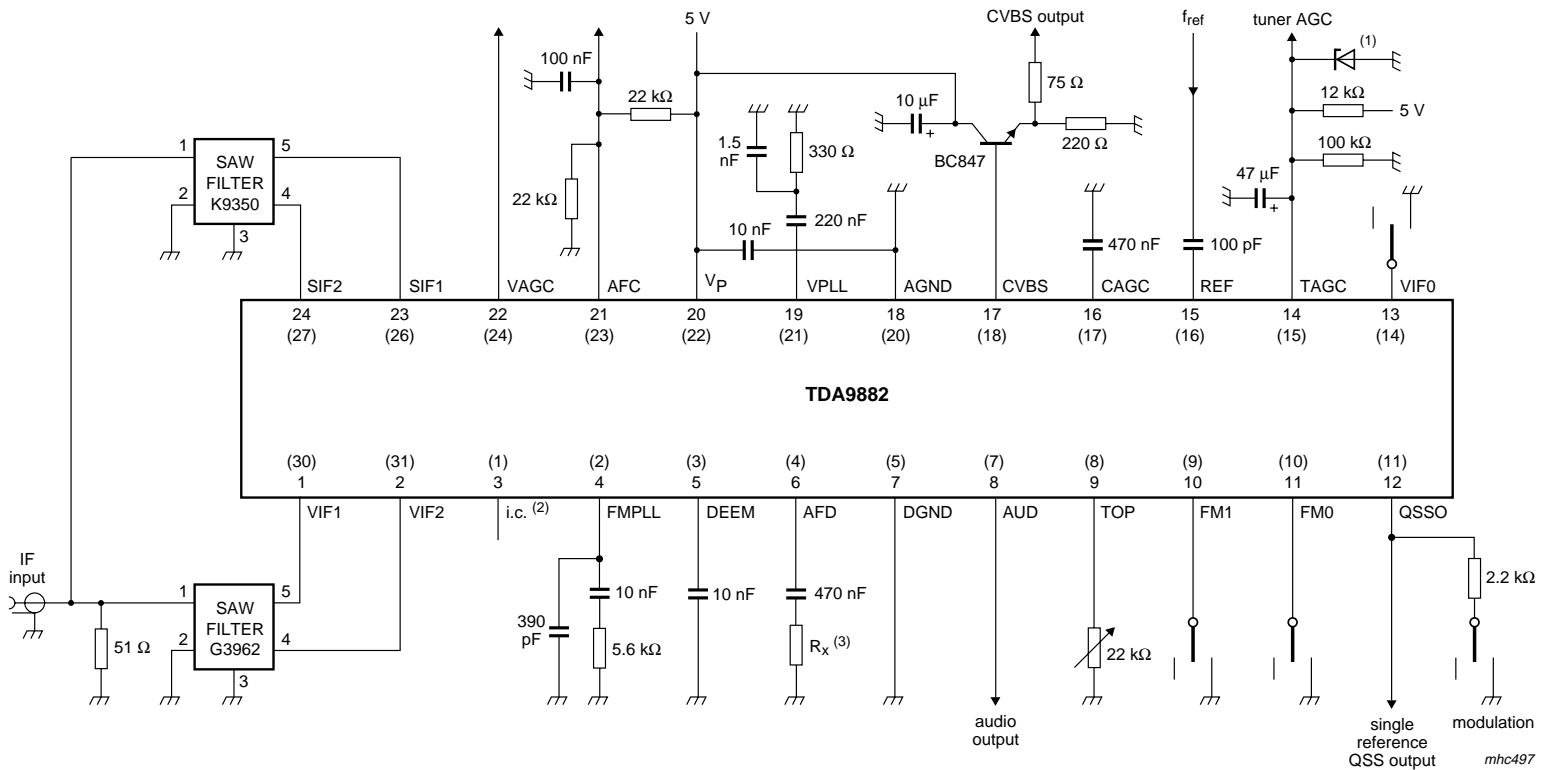 5 V
CVBS output
f_ref
tuner AGC
(1)
100 nF
75 Ω
12 kΩ
5 V
22 kΩ
10 μF
+
1.5
nF
330 Ω
BC847
220 Ω
100 kΩ
47 μF
+
1
SAW
FILTER
K9350
5
2
4
3
22 kΩ
220 nF
10 nF
470 nF
100 pF
SIF2
SIF1
VAGC
AFC
V_P
VPLL
AGND
CVBS
CAGC
REF
TAGC
VIF0
24
23
22
21
20
19
18
17
16
15
14
13
(27)
(26)
(24)
(23)
(22)
(21)
(20)
(18)
(17)
(16)
(15)
(14)
TDA9882
(30)
(31)
(1)
(2)
(3)
(4)
(5)
(7)
(8)
(9)
(10)
(11)
1
2
3
4
5
6
7
8
9
10
11
12
VIF1
VIF2
i.c. (2)
FMPLL
DEEM
AFD
DGND
AUD
TOP
FM1
FM0
QSSO
IF
input
51 Ω
1
SAW
FILTER
G3962
5
2
4
3
390
pF
10 nF
5.6 kΩ
10 nF
470 nF
R_x (3)
22 kΩ
2.2 kΩ
audio
output
single
reference
QSS output
modulation
mhc497